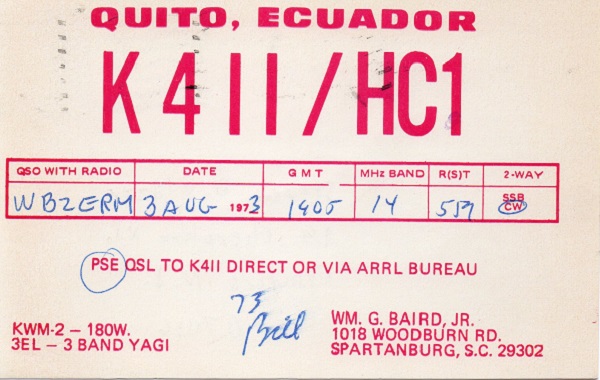 QUITO, ECUADOR
K4II/HC1
QSO WITH RADIO DATE GMT MHz BAND R(S)T 2-WAY
WB2ERM 3 AUG 1973 1405 14 559 SSB
CW
PSE QSL TO K4II DIRECT OR VIA ARRL BUREAU
73
Bill
KWM-2 – 180W.
3EL – 3 BAND YAGI
WM. G. BAIRD, JR.
1018 WOODBURN RD.
SPARTANBURG, S.C. 29302